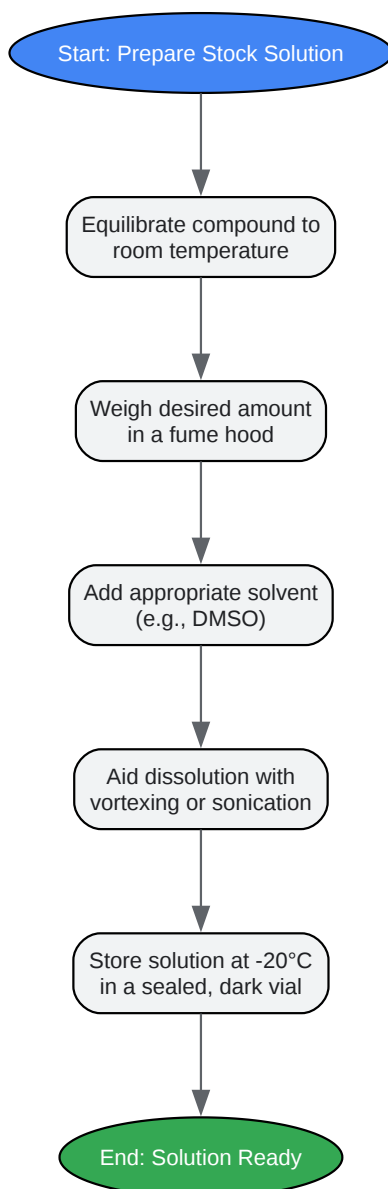 Start: Prepare Stock Solution
Equilibrate compound to
room temperature
Weigh desired amount
in a fume hood
Add appropriate solvent
(e.g., DMSO)
Aid dissolution with
vortexing or sonication
Store solution at -20°C
in a sealed, dark vial
End: Solution Ready